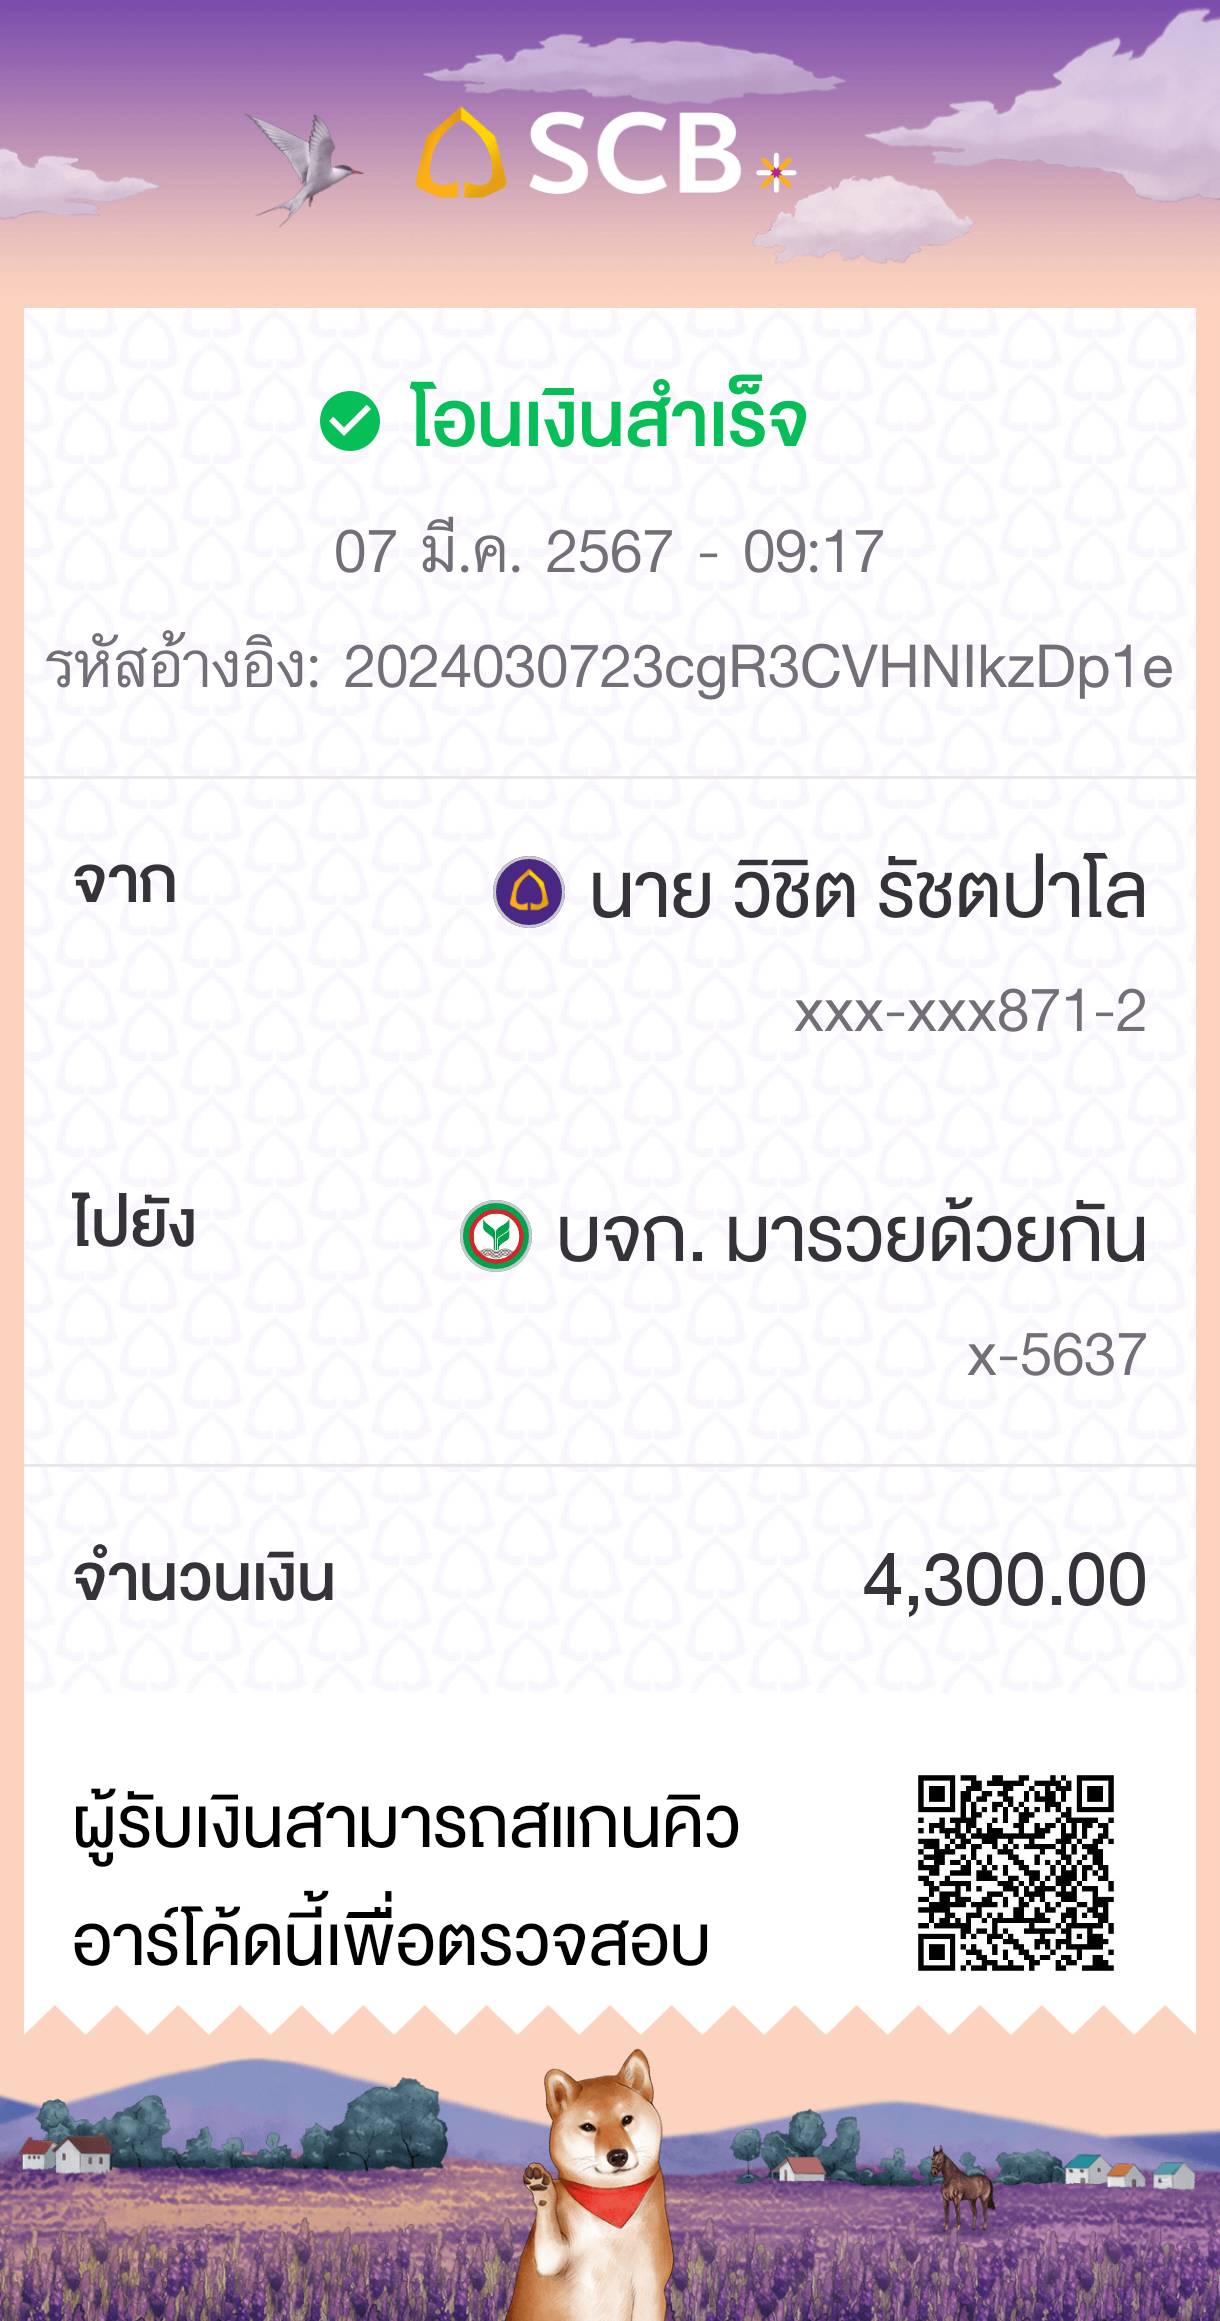 SCB
โอนเงินสำเร็จ
07 มี.ค. 2567 - 09:17
รหัสอ้างอิง: 2024030723cgR3CVHNIkzDp1e
จาก
นาย วิชิต รัชตปาโล
xxx-xxx871-2
ไปยัง
บจก. มารวยด้วยกัน
x-5637
จำนวนเงิน
4,300.00
ผู้รับเงินสามารถสแกนคิว
อาร์โค้ดนี้เพื่อตรวจสอบ